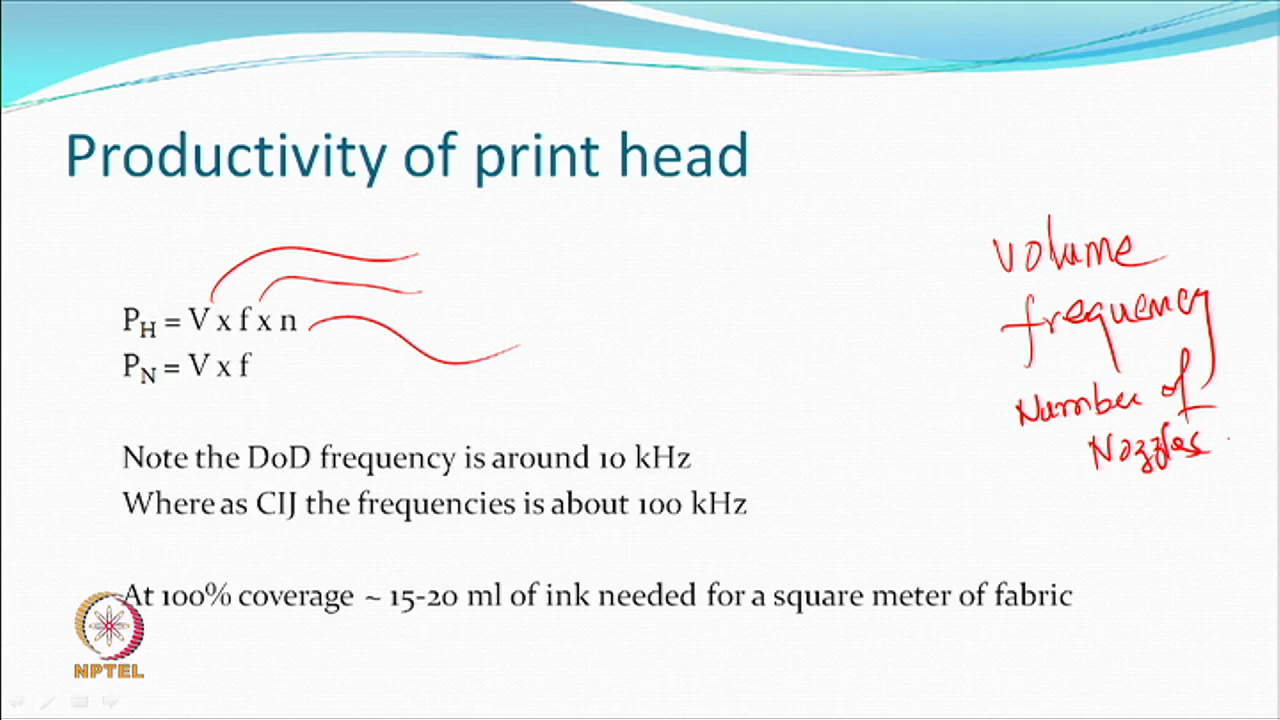 Productivity of print head
volume
frequency
Number of
Nozzles
P_H = V x f x n
P_N = V x f
Note the DoD frequency is around 10 kHz
Where as CIJ the frequencies is about 100 kHz
At 100% coverage ~ 15-20 ml of ink needed for a square meter of fabric
NPTEL